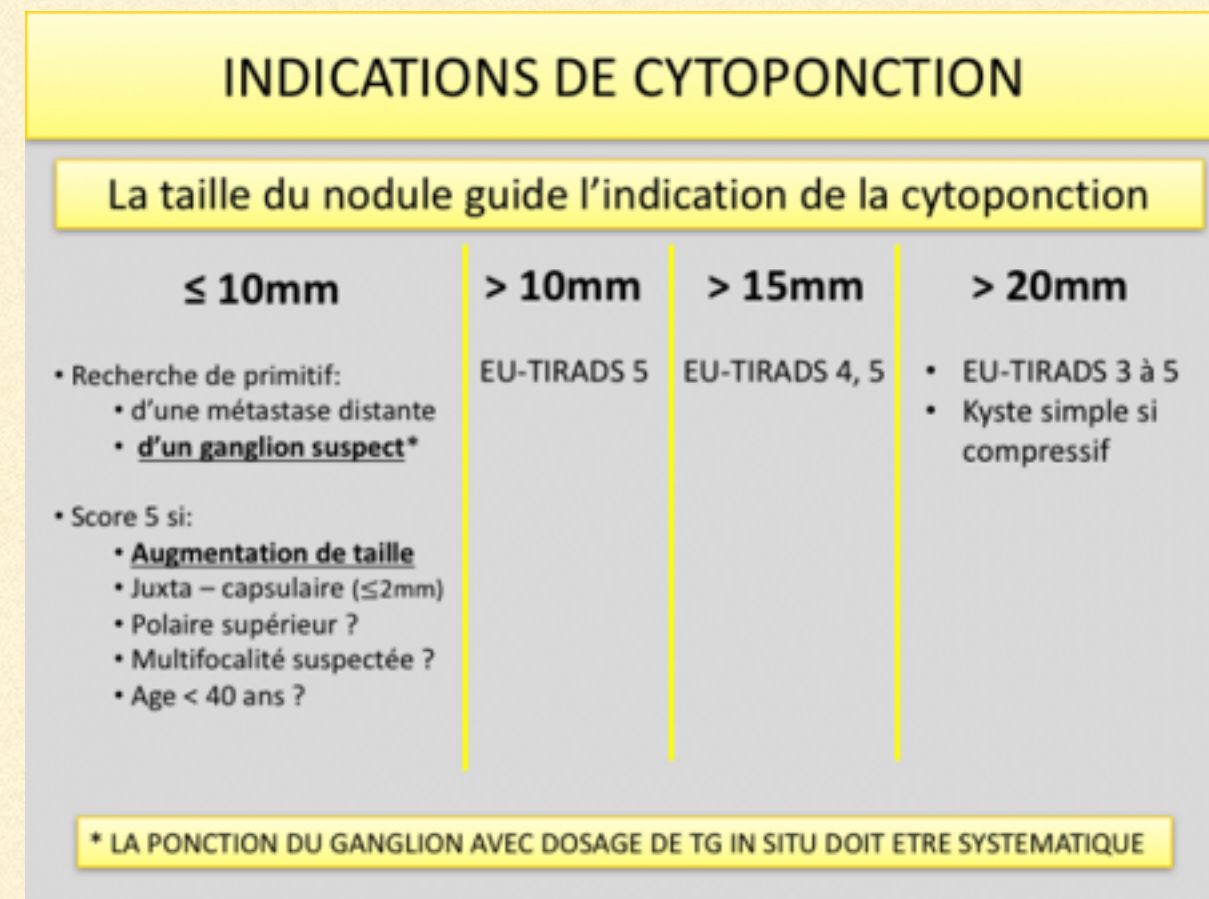 INDICATIONS DE CYTOPONCTION
La taille du nodule guide l'indication de la cytoponction
≤ 10mm
• Recherche de primitif:
• d'une métastase distante
• d'un ganglion suspect*
• Score 5 si:
• Augmentation de taille
• Juxta – capsulaire (≤2mm)
• Polaire supérieur ?
• Multifocalité suspectée ?
• Age < 40 ans ?
> 10mm
EU-TIRADS 5
> 15mm
EU-TIRADS 4, 5
> 20mm
• EU-TIRADS 3 à 5
• Kyste simple si
compressif
* LA PONCTION DU GANGLION AVEC DOSAGE DE TG IN SITU DOIT ETRE SYSTEMATIQUE